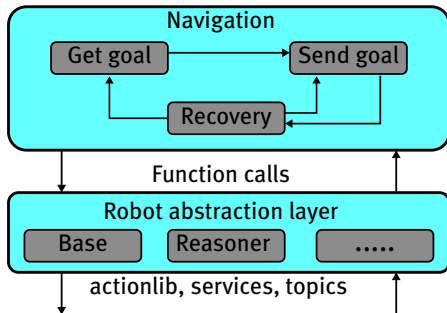 Navigation
Get goal
Send goal
Recovery
Function calls
Robot abstraction layer
Base
Reasoner
.....
actionlib, services, topics